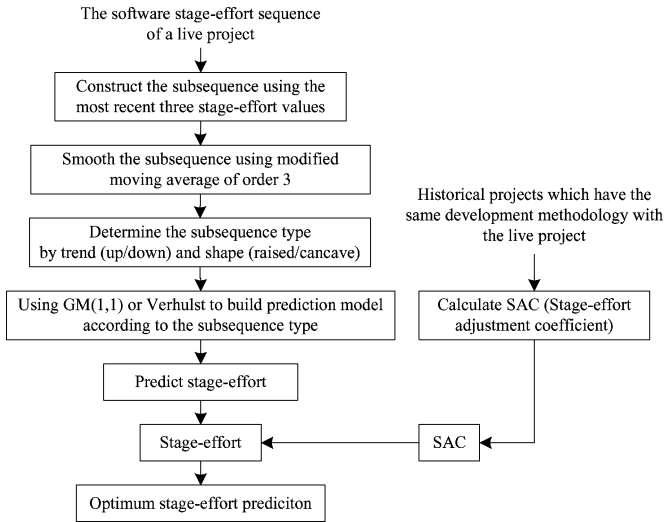 The software stage-effort sequence
of a live project
Construct the subsequence using the
most recent three stage-effort values
Smooth the subsequence using modified
moving average of order 3
Determine the subsequence type
by trend (up/down) and shape (raised/cancave)
Using GM(1,1) or Verhulst to build prediction model
according to the subsequence type
Predict stage-effort
Stage-effort
Optimum stage-effort prediciton
Historical projects which have the
same development methodology with
the live project
Calculate SAC (Stage-effort
adjustment coefficient)
SAC